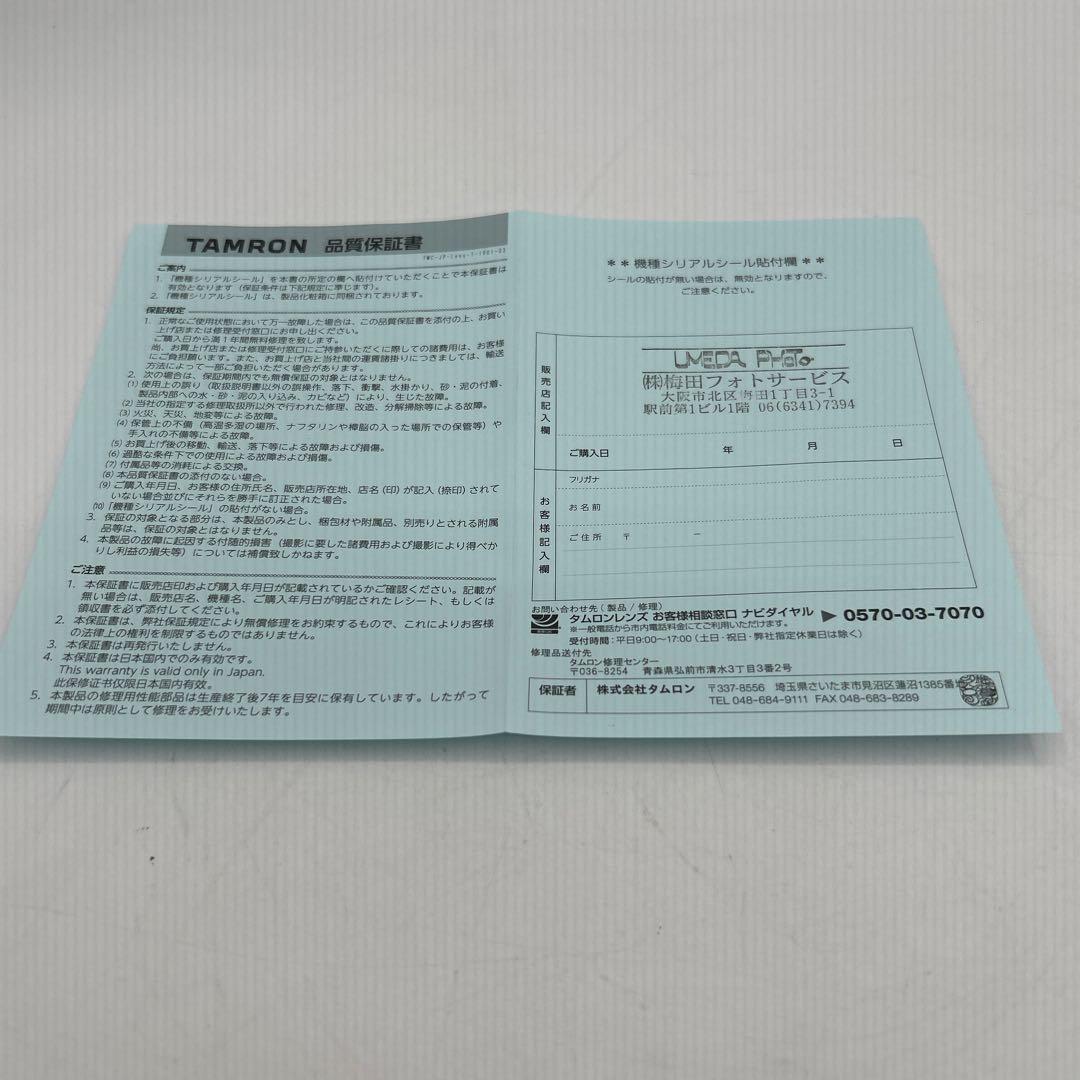 TAMRON 品質保証書
ご案内
1. 「機種シリアルシール」を本書の所定の欄へ貼付けていただくことで本保証書は
有効となります（保証条件は下記規定に準じます）。
2. 「機種シリアルシール」は、製品化粧箱に同梱されております。
保証規定
1. 正常なご使用状態において万一故障した場合は、この品質保証書を添付の上、お買い
上げ店または修理受付窓口にお申し出ください。
ご購入日から満1年間無料修理を致します。
尚、お買上げ店または修理受付窓口にご持参いただくに際しての諸費用は、お客様
にご負担願います。また、お買上げ店と当社間の運賃諸掛りにつきましては、輸送
方法によって一部ご負担いただく場合があります。
2. 次の場合は、保証期間内でも無償保証の対象とはなりません。
(1) 使用上の誤り（取扱説明書以外の誤操作、落下、衝撃、水掛かり、砂・泥の付着、
製品内部への水・砂・泥の入り込み、カビなど）により、生じた故障。
(2) 当社の指定する修理取扱所以外で行われた修理、改造、分解掃除等による故障。
(3) 火災、天災、地変等による故障。
(4) 保管上の不備（高温多湿の場所、ナフタリンや樟脳の入った場所での保管等）や
手入れの不備等による故障。
(5) お買上げ後の移動、輸送、落下等による故障および損傷。
(6) 過酷な条件下での使用による故障および損傷。
(7) 付属品等の消耗による交換。
(8) 本品質保証書の添付のない場合。
(9) ご購入年月日、お客様の住所氏名、販売店所在地、店名（印）が記入（捺印）されて
いない場合並びにそれらを勝手に訂正された場合。
(10) 「機種シリアルシール」の貼付がない場合。
3. 保証の対象となる部分は、本製品のみとし、梱包材や附属品、別売りとされる附属
品等は、保証の対象とはなりません。
4. 本製品の故障に起因する付随的損害（撮影に要した諸費用および撮影により得べか
りし利益の損失等）については補償致しかねます。
ご注意
1. 本保証書に販売店印および購入年月日が記載されているかご確認ください。記載が
無い場合は、販売店名、機種名、ご購入年月日が明記されたレシート、もしくは
領収書を必ず添付してください。
2. 本保証書は、弊社保証規定により無償修理をお約束するもので、これによりお客様
の法律上の権利を制限するものではありません。
3. 本保証書は再発行いたしません。
4. 本保証書は日本国内でのみ有効です。
This warranty is valid only in Japan.
此保修证书仅限日本国内有效。
5. 本製品の修理用性能部品は生産終了後7年を目安に保有しています。したがって
期間中は原則として修理をお受けいたします。
＊＊機種シリアルシール貼付欄＊＊
シールの貼付が無い場合は、無効となりますので、
ご注意ください。
販売店記入欄
UMEDA PHOTO
㈱梅田フォトサービス
大阪市北区梅田1丁目3-1
駅前第1ビル1階 06(6341)7394
ご購入日 年 月 日
お客様記入欄
フリガナ
お名前
ご住所 〒 －
お問い合わせ先（製品／修理）
タムロンレンズ お客様相談窓口 ナビダイヤル ▶ 0570-03-7070
※一般電話から市内電話料金にてご利用いただけます。
受付時間：平日9:00～17:00（土日・祝日・弊社指定休業日は除く）
修理品送付先
タムロン修理センター
〒036-8254 青森県弘前市清水3丁目3番2号
保証者 株式会社タムロン 〒337-8556 埼玉県さいたま市見沼区蓮沼1385番地
TEL 048-684-9111 FAX 048-683-8289